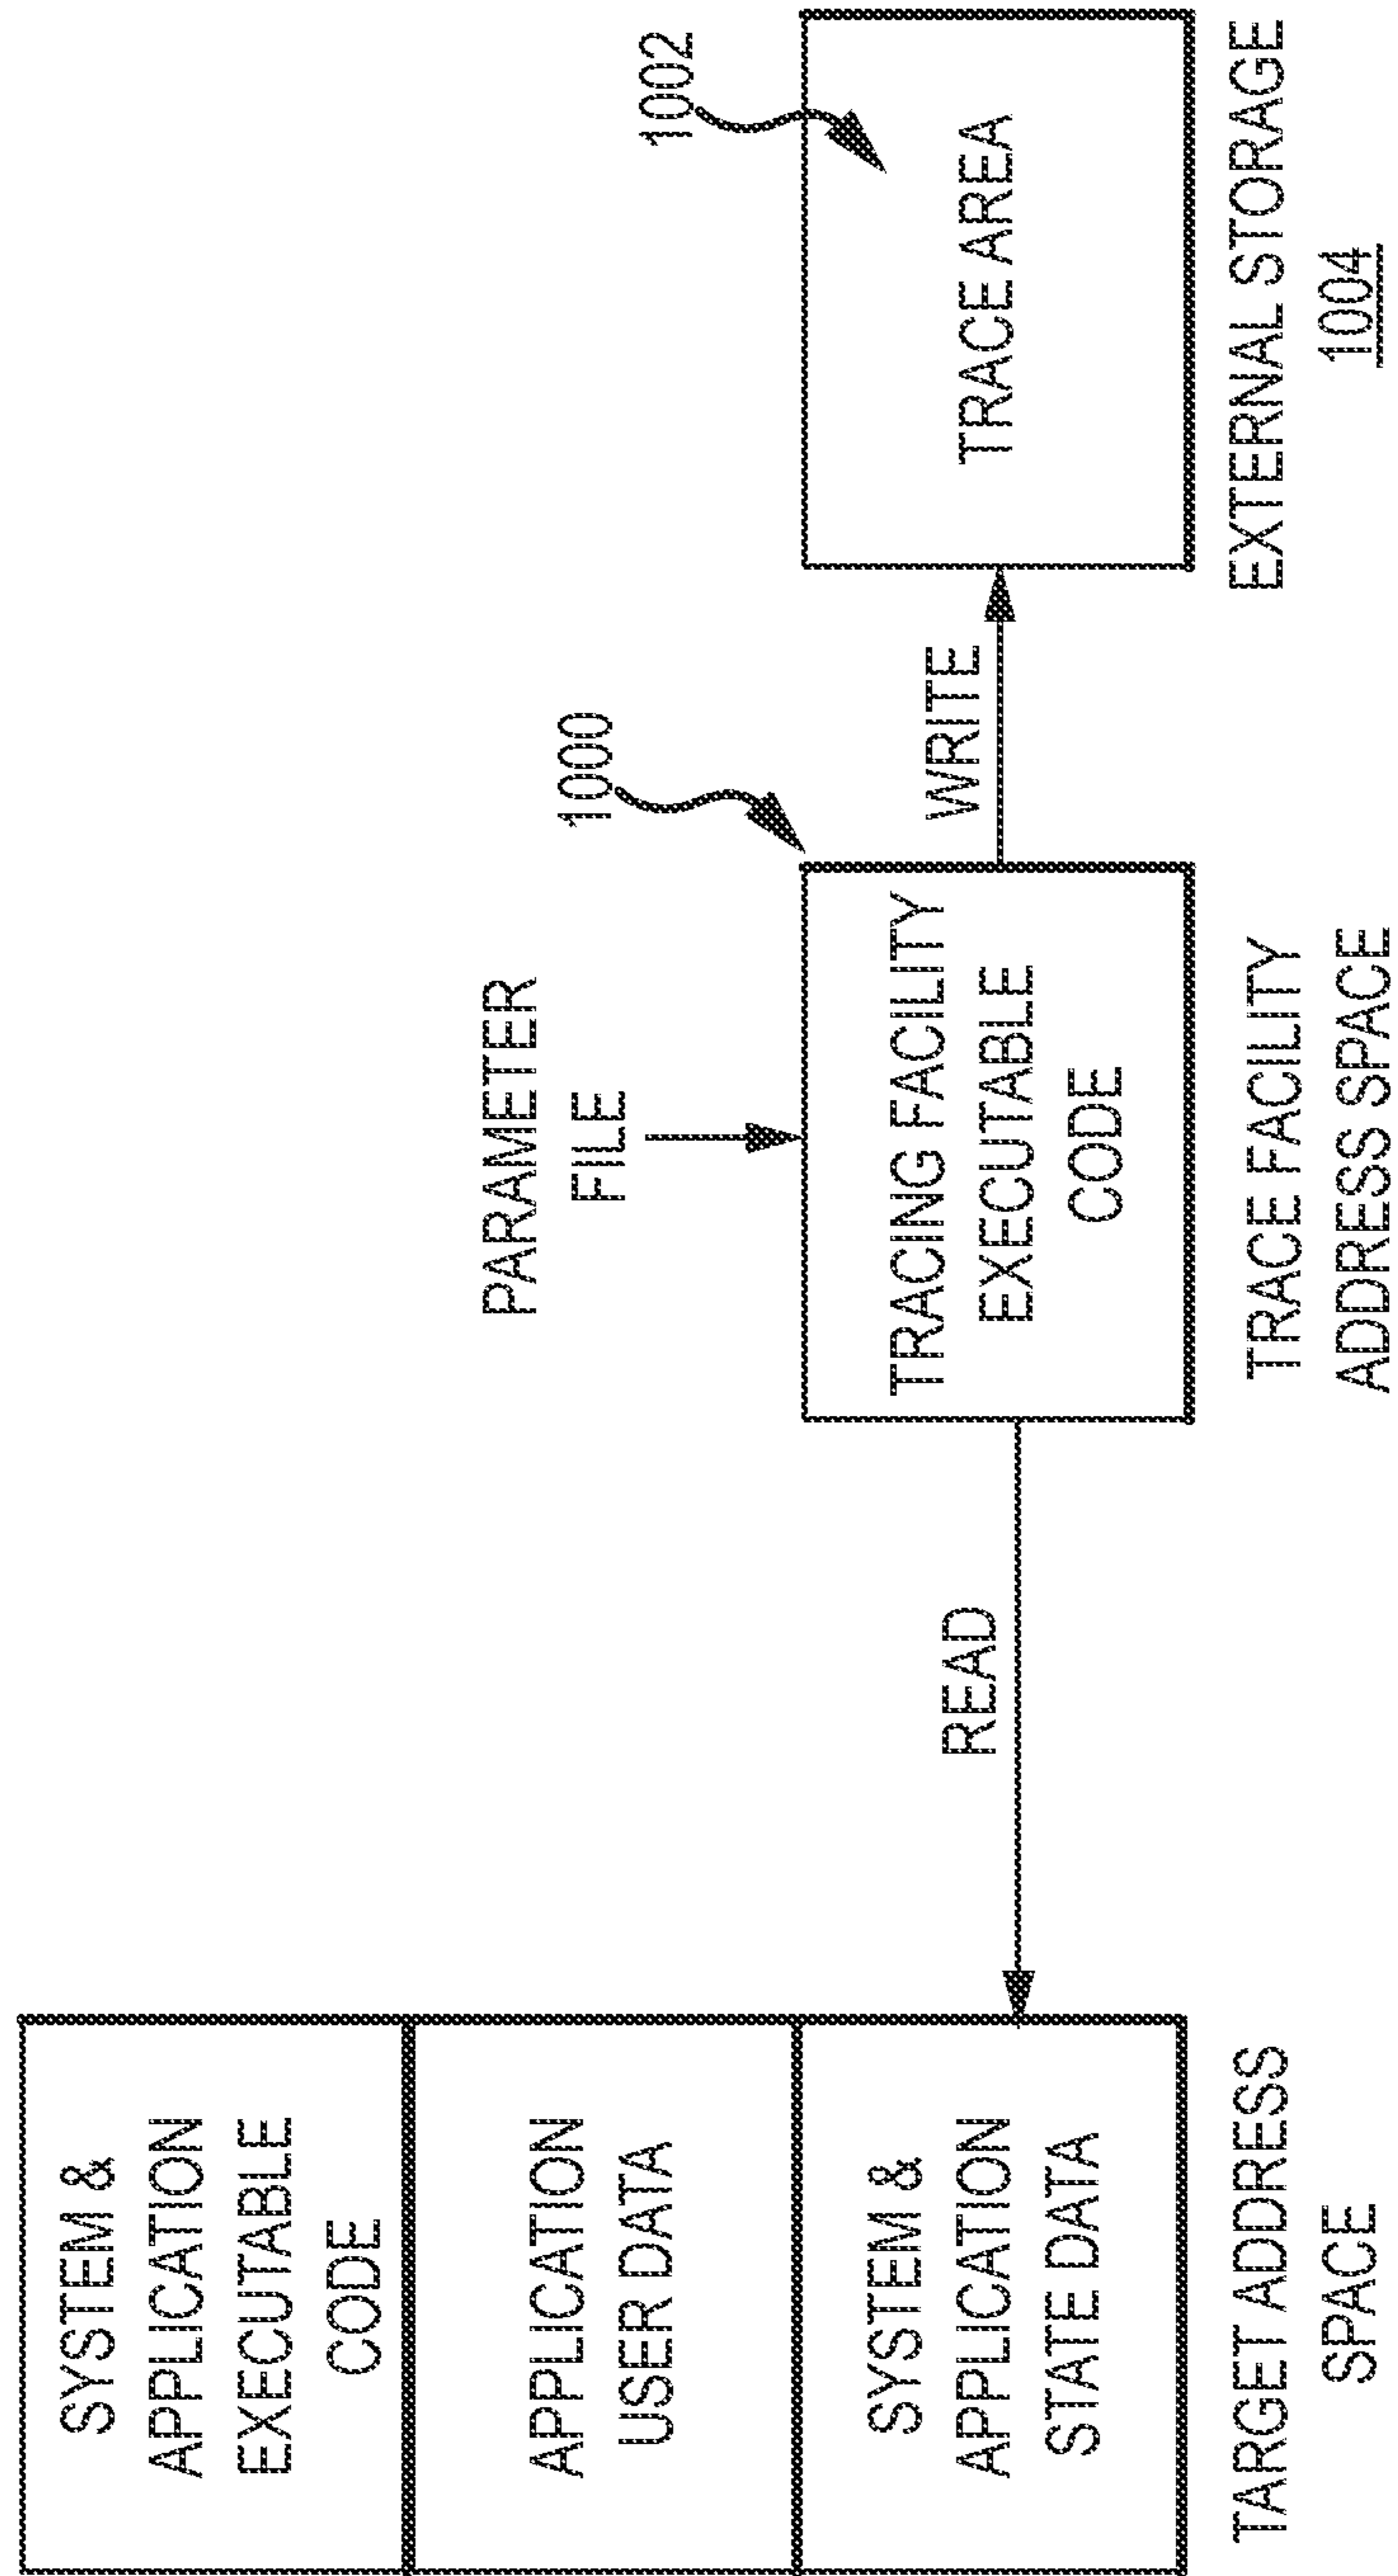 SYSTEM &
APPLICATION
EXECUTABLE
CODE
APPLICATION
USER DATA
SYSTEM &
APPLICATION
STATE DATA
TARGET ADDRESS
SPACE
READ
PARAMETER
FILE
1000
TRACING FACILITY
EXECUTABLE
CODE
TRACE FACILITY
ADDRESS SPACE
WRITE
1002
TRACE AREA
EXTERNAL STORAGE
1004